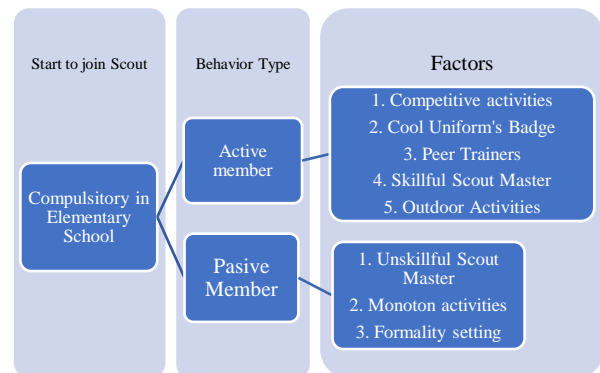 Start to join Scout
Behavior Type
Factors
Compulsitory in
Elementary
School
Active
member
1. Competitive activities
2. Cool Uniform's Badge
3. Peer Trainers
4. Skillful Scout Master
5. Outdoor Activities
Pasive
Member
1. Unskillful Scout
Master
2. Monoton activities
3. Formality setting